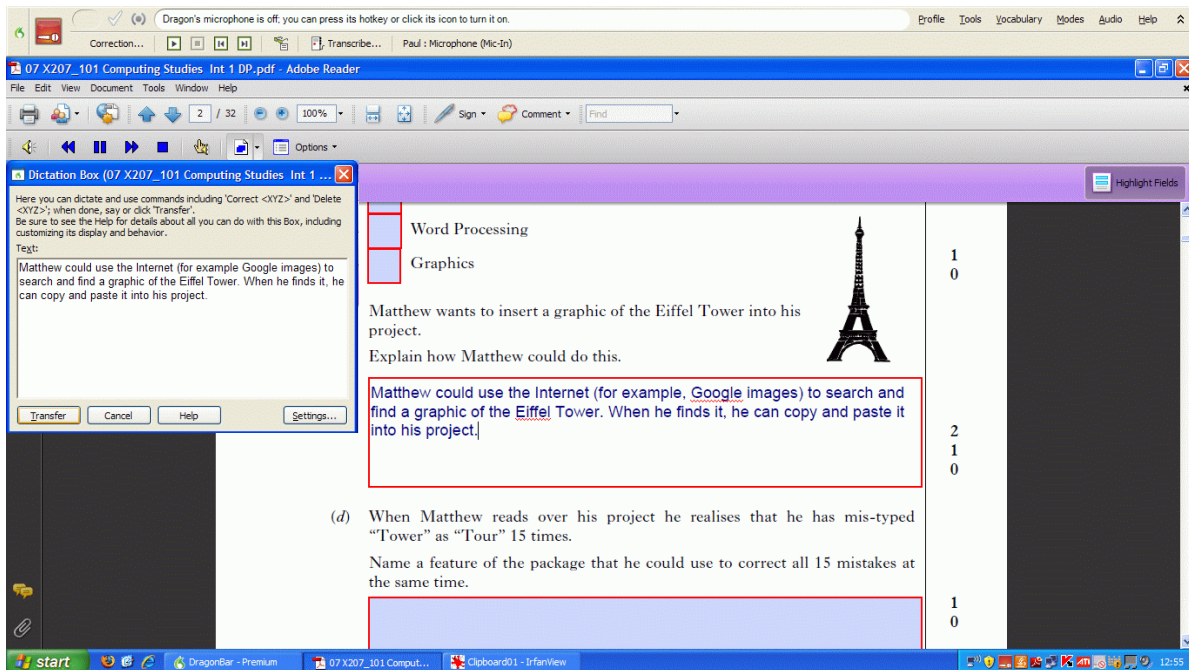 Dragon's microphone is off; you can press its hotkey or click its icon to turn it on.
Profile Tools Vocabulary Modes Audio Help
Correction... Transcribe... Paul : Microphone (Mic-In)
07 X207_101 Computing Studies Int 1 DP.pdf - Adobe Reader
File Edit View Document Tools Window Help
2 / 32 100% Sign Comment Find
Options
Dictation Box (07 X207_101 Computing Studies Int 1 ...
Highlight Fields
Here you can dictate and use commands including 'Correct <XYZ>' and 'Delete
<XYZ>'; when done, say or click 'Transfer'.
Be sure to see the Help for details about all you can do with this Box, including
customizing its display and behavior.
Text:
Matthew could use the Internet (for example Google images) to
search and find a graphic of the Eiffel Tower. When he finds it, he
can copy and paste it into his project.
Transfer Cancel Help Settings...
Word Processing
Graphics
1
0
Matthew wants to insert a graphic of the Eiffel Tower into his
project.
Explain how Matthew could do this.
Matthew could use the Internet (for example, Google images) to search and
find a graphic of the Eiffel Tower. When he finds it, he can copy and paste it
into his project.
2
1
0
(d) When Matthew reads over his project he realises that he has mis-typed
"Tower" as "Tour" 15 times.
Name a feature of the package that he could use to correct all 15 mistakes at
the same time.
1
0
start DragonBar - Premium 07 X207_101 Comput... Clipboard01 - IrfanView 12:55